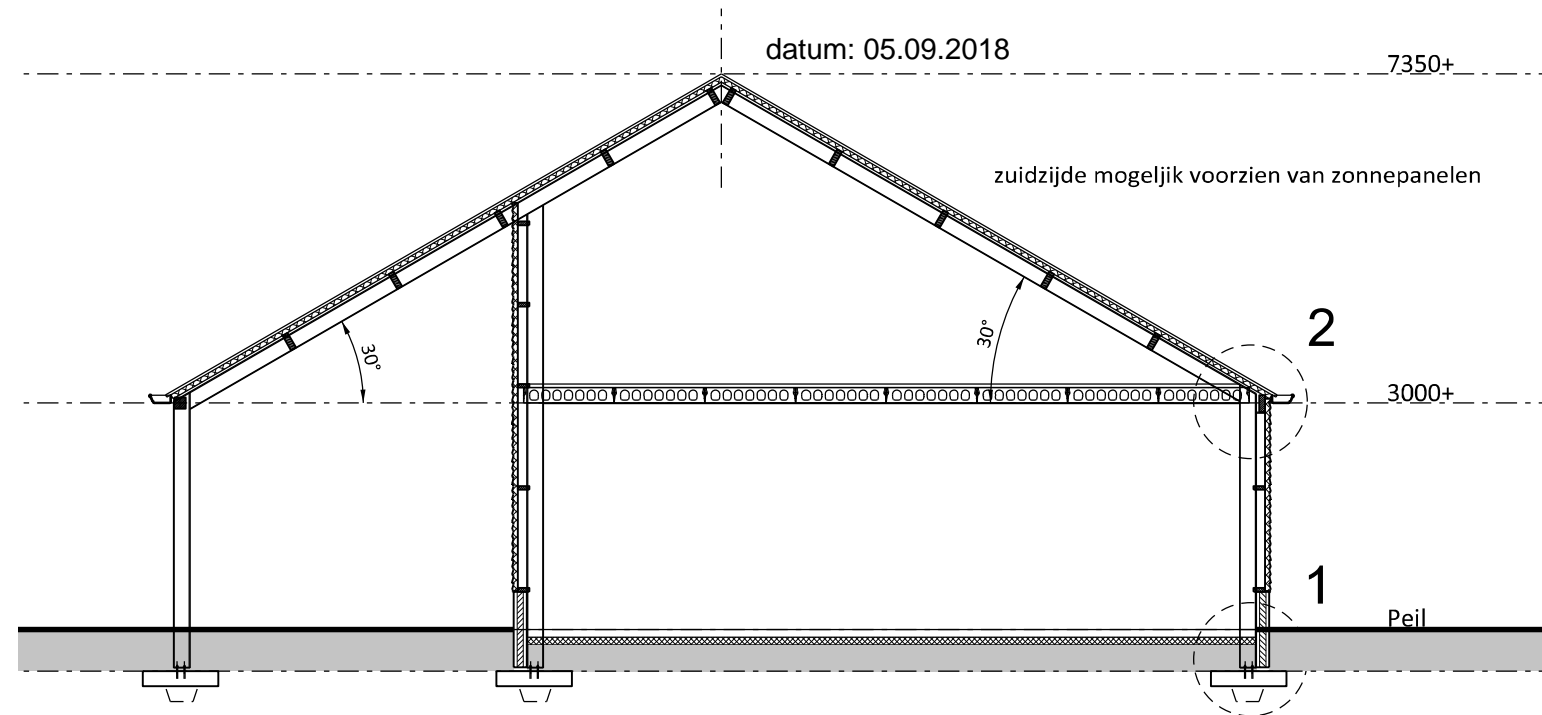 datum: 05.09.2018
7350+
zuidzijde mogeljik voorzien van zonnepanelen
2
30°
30°
3000+
1
Peil